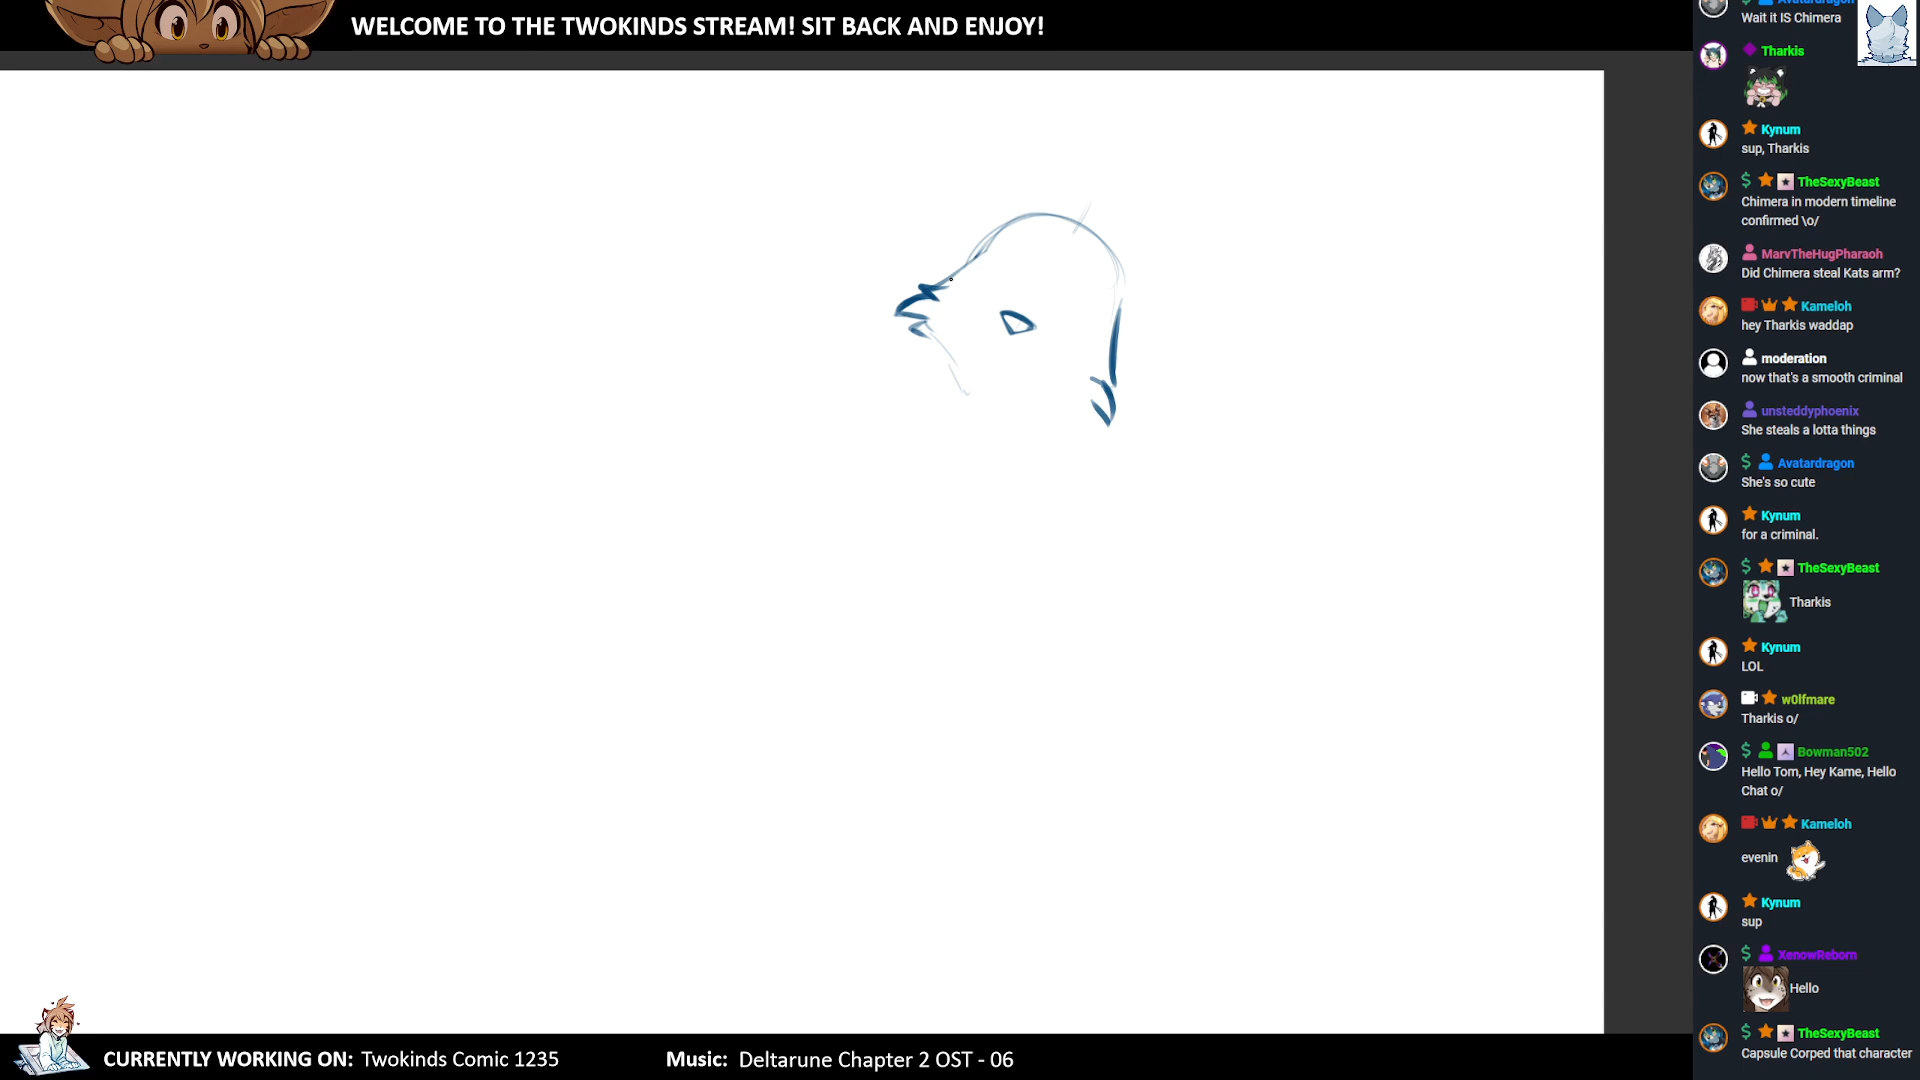 WELCOME TO THE TWOKINDS STREAM! SIT BACK AND ENJOY!
Avatardragon
Wait it IS Chimera
Tharkis
Kynum
sup, Tharkis
TheSexyBeast
Chimera in modern timeline
confirmed \o/
MarvTheHugPharaoh
Did Chimera steal Kats arm?
Kameloh
hey Tharkis waddap
moderation
now that's a smooth criminal
unsteddyphoenix
She steals a lotta things
Avatardragon
She's so cute
Kynum
for a criminal.
TheSexyBeast
Tharkis
Kynum
LOL
w0lfmare
Tharkis o/
Bowman502
Hello Tom, Hey Kame, Hello
Chat o/
Kameloh
evenin
Kynum
sup
XenowReborn
Hello
TheSexyBeast
Capsule Corped that character
CURRENTLY WORKING ON: Twokinds Comic 1235
Music: Deltarune Chapter 2 OST - 06